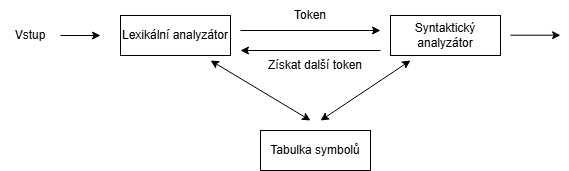 Token
Vstup
Lexikální analyzátor
Syntaktický
analyzátor
Získat další token
Tabulka symbolů